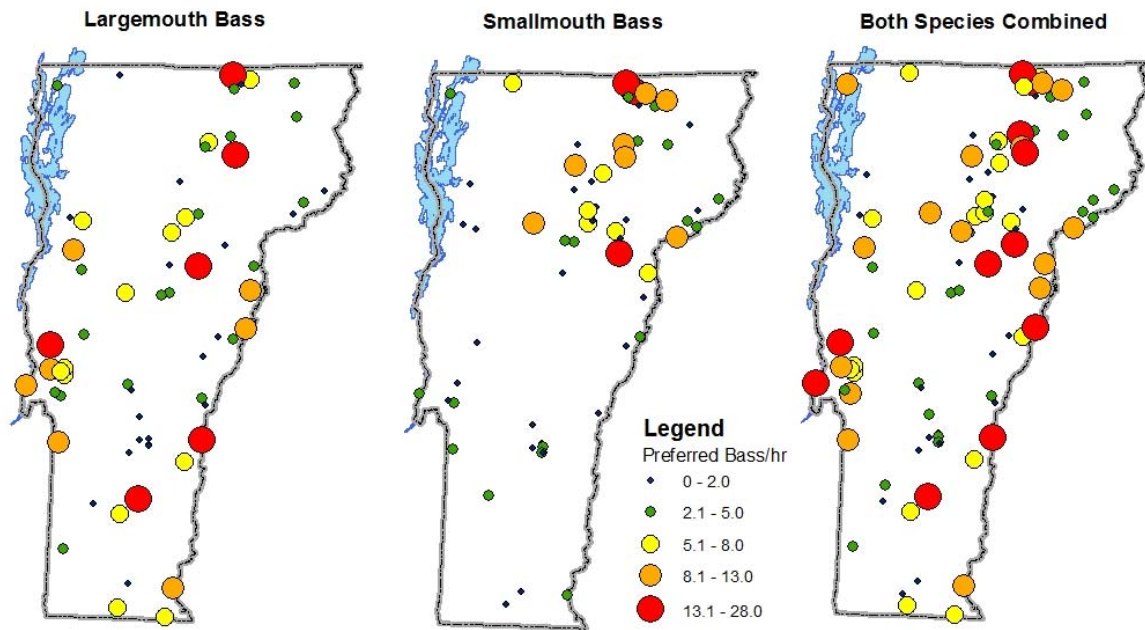 Largemouth Bass
Smallmouth Bass
Both Species Combined
Legend
Preferred Bass/hr
0 - 2.0
2.1 - 5.0
5.1 - 8.0
8.1 - 13.0
13.1 - 28.0